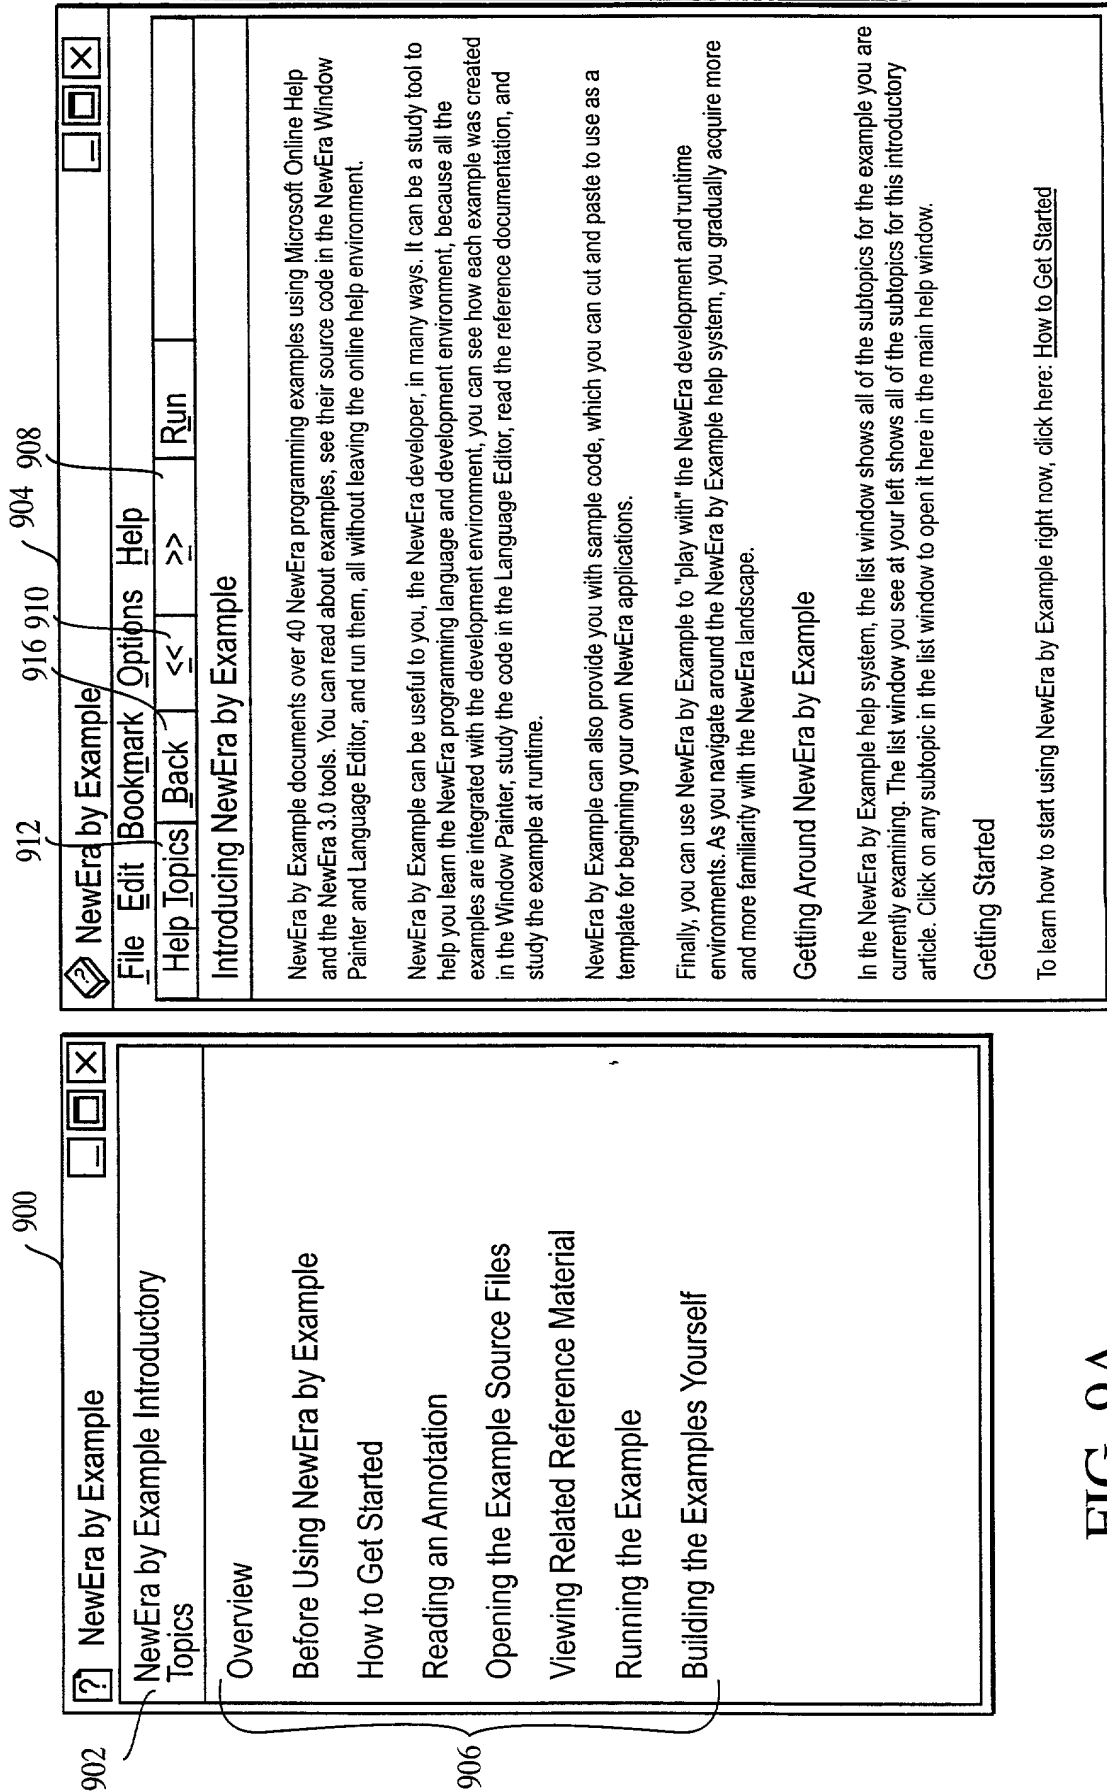 900
? NewEra by Example
902
NewEra by Example Introductory
Topics
906
Overview
Before Using NewEra by Example
How to Get Started
Reading an Annotation
Opening the Example Source Files
Viewing Related Reference Material
Running the Example
Building the Examples Yourself
912
916
910
904
908
? NewEra by Example
File Edit Bookmark Options Help
Help Topics Back << >> Run
Introducing NewEra by Example
NewEra by Example documents over 40 NewEra programming examples using Microsoft Online Help
and the NewEra 3.0 tools. You can read about examples, see their source code in the NewEra Window
Painter and Language Editor, and run them, all without leaving the online help environment.
NewEra by Example can be useful to you, the NewEra developer, in many ways. It can be a study tool to
help you learn the NewEra programming language and development environment, because all the
examples are integrated with the development environment, you can see how each example was created
in the Window Painter, study the code in the Language Editor, read the reference documentation, and
study the example at runtime.
NewEra by Example can also provide you with sample code, which you can cut and paste to use as a
template for beginning your own NewEra applications.
Finally, you can use NewEra by Example to "play with" the NewEra development and runtime
environments. As you navigate around the NewEra by Example help system, you gradually acquire more
and more familiarity with the NewEra landscape.
Getting Around NewEra by Example
In the NewEra by Example help system, the list window shows all of the subtopics for the example you are
currently examining. The list window you see at your left shows all of the subtopics for this introductory
article. Click on any subtopic in the list window to open it here in the main help window.
Getting Started
To learn how to start using NewEra by Example right now, click here: How to Get Started
FIG. 9A